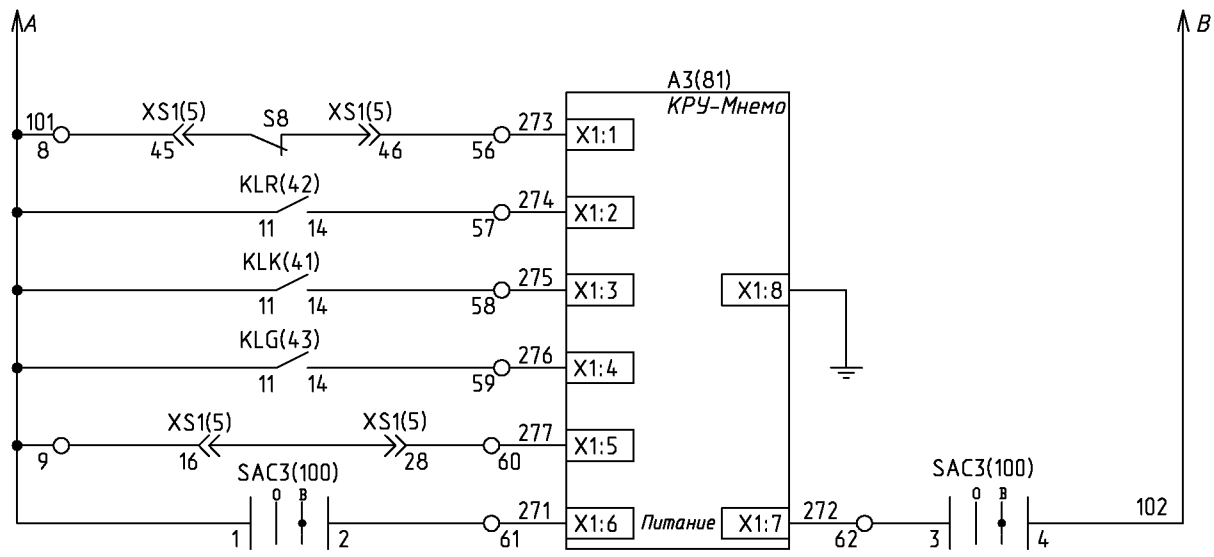 A
B
A3(81)
КРУ-Мнемо
101
XS1(5)
S8
XS1(5)
273
X1:1
8
45
46
56
KLR(42)
274
X1:2
11
14
57
KLK(41)
275
X1:3
X1:8
11
14
58
KLG(43)
276
X1:4
11
14
59
XS1(5)
XS1(5)
277
X1:5
9
16
28
60
SAC3(100)
SAC3(100)
О В
О В
271
X1:6
Питание
X1:7
272
102
1
2
61
62
3
4